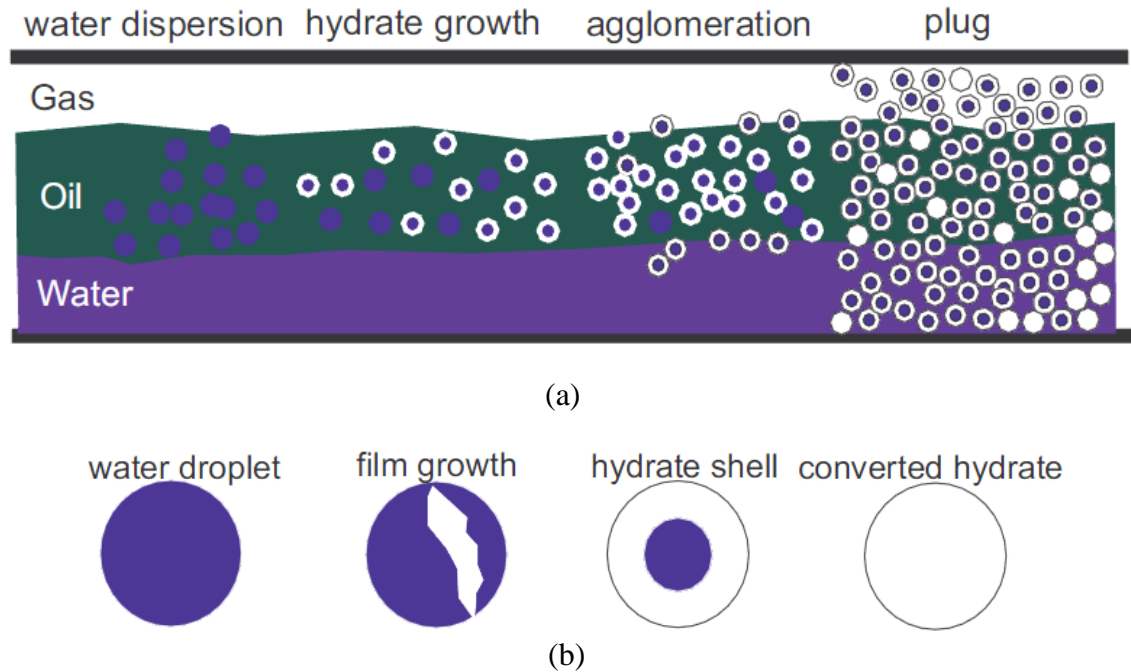 water dispersion hydrate growth agglomeration plug
Gas
Oil
Water
(a)
water droplet film growth hydrate shell converted hydrate
(b)